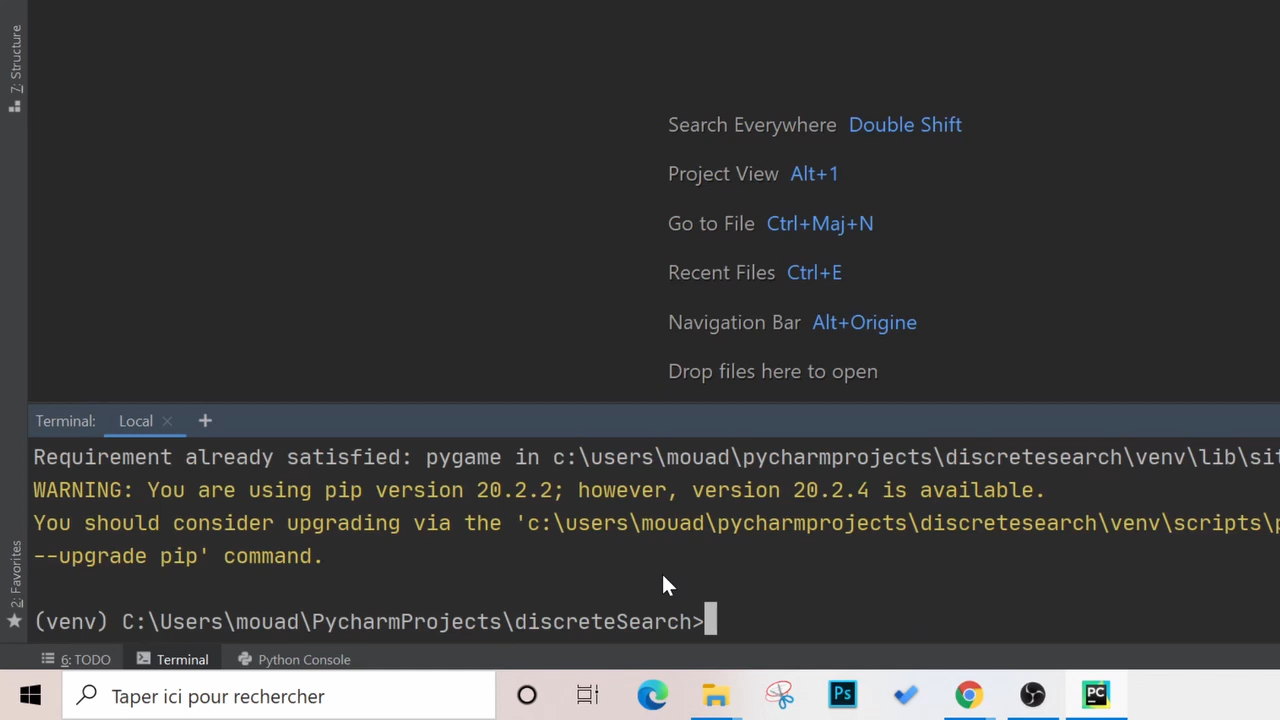 7: Structure
Search Everywhere Double Shift
Project View Alt+1
Go to File Ctrl+Maj+N
Recent Files Ctrl+E
Navigation Bar Alt+Origine
Drop files here to open
Terminal: Local
Requirement already satisfied: pygame in c:\users\mouad\pycharmprojects\discretesearch\venv\lib\sit
WARNING: You are using pip version 20.2.2; however, version 20.2.4 is available.
You should consider upgrading via the 'c:\users\mouad\pycharmprojects\discretesearch\venv\scripts\p
--upgrade pip' command.
2: Favorites
(venv) C:\Users\mouad\PycharmProjects\discreteSearch>
6: TODO Terminal Python Console
Taper ici pour rechercher
Ps
PC